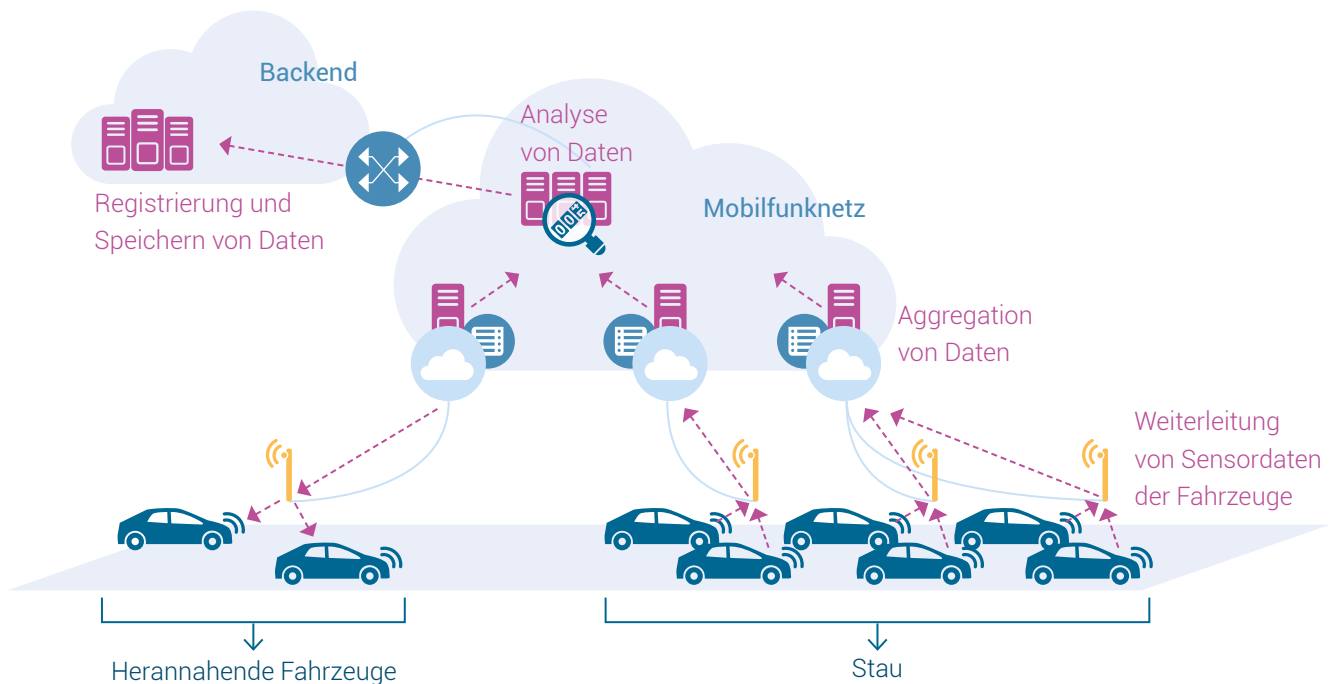 Backend
Analyse
von Daten
Registrierung und
Speichern von Daten
Mobilfunknetz
Aggregation
von Daten
Weiterleitung
von Sensordaten
der Fahrzeuge
Herannahende Fahrzeuge
Stau